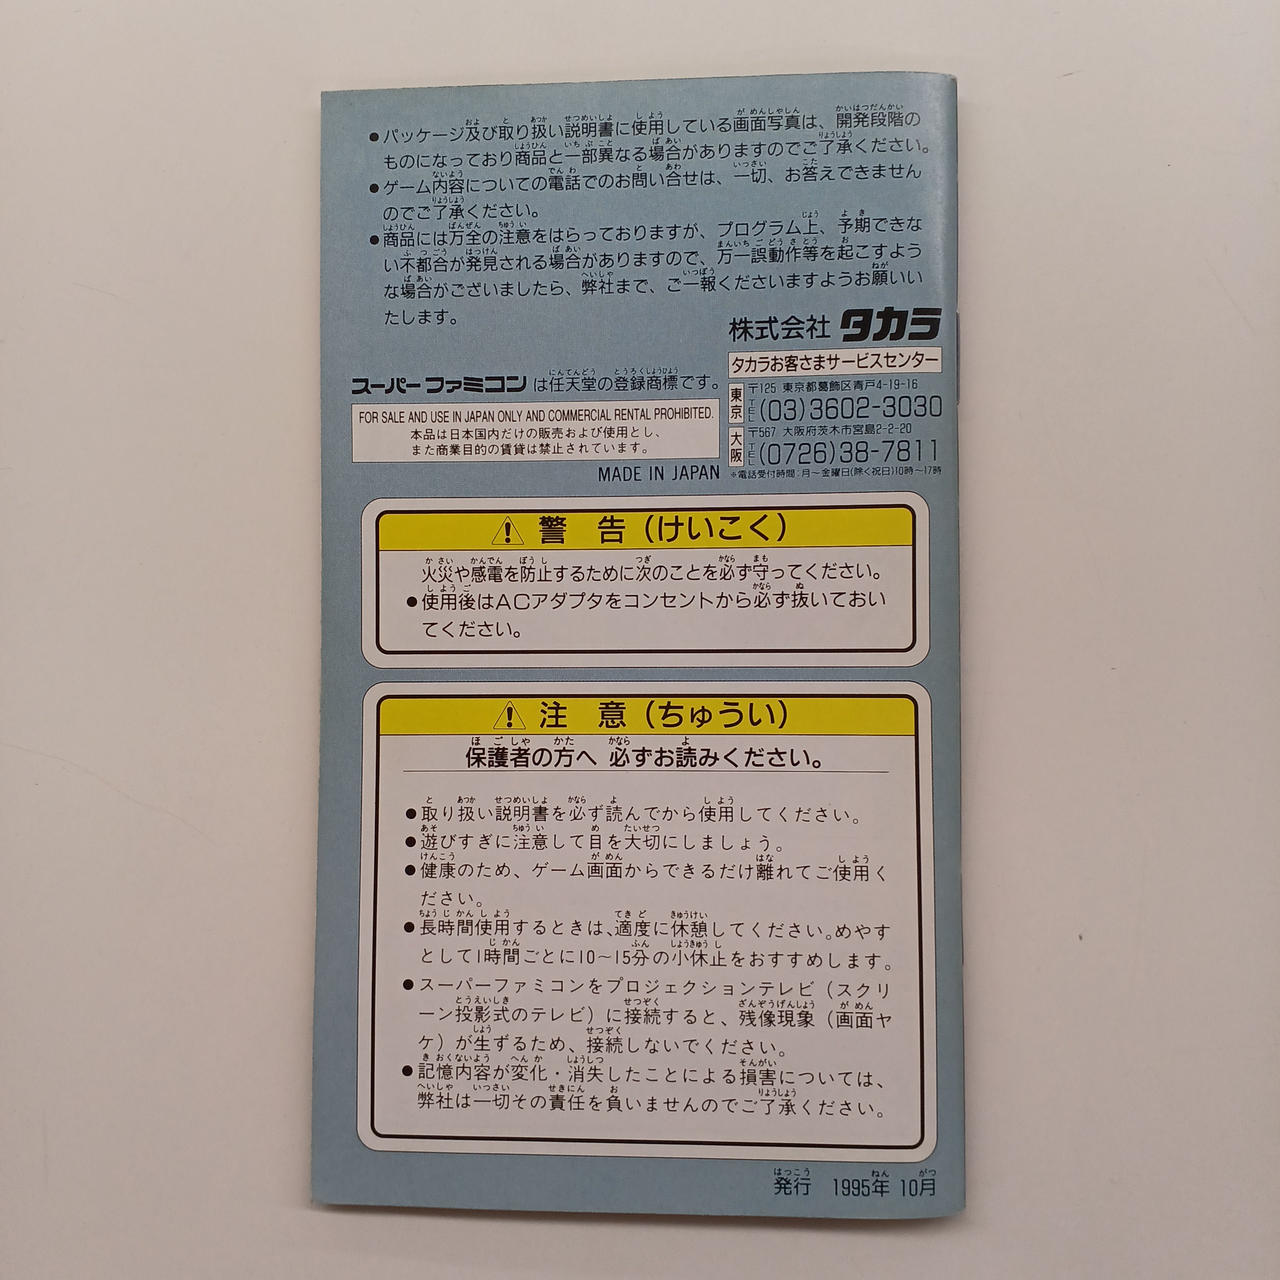 ●パッケージ及び取り扱い説明書に使用している画面写真は、開発段階の
ものになっており商品と一部異なる場合がありますのでご了承ください。
●ゲーム内容についての電話でのお問い合せは、一切、お答えできません
のでご了承ください。
●商品には万全の注意をはらっておりますが、プログラム上、予期できな
い不都合が発見される場合がありますので、万一誤動作等を起こすよう
な場合がございましたら、弊社まで、ご一報くださいますようお願いい
たします。
株式会社 タカラ
タカラお客さまサービスセンター
東京 〒125 東京都葛飾区青戸4-19-16
TEL(03)3602-3030
大阪 〒567 大阪府茨木市宮島2-2-20
TEL(0726)38-7811
※電話受付時間:月〜金曜日(除く祝日)10時〜17時
スーパーファミコン は任天堂の登録商標です。
FOR SALE AND USE IN JAPAN ONLY AND COMMERCIAL RENTAL PROHIBITED.
本品は日本国内だけの販売および使用とし、
また商業目的の賃貸は禁止されています。
MADE IN JAPAN
⚠警 告(けいこく)
火災や感電を防止するために次のことを必ず守ってください。
●使用後はACアダプタをコンセントから必ず抜いておい
てください。
⚠注 意(ちゅうい)
保護者の方へ 必ずお読みください。
●取り扱い説明書を必ず読んでから使用してください。
●遊びすぎに注意して目を大切にしましょう。
●健康のため、ゲーム画面からできるだけ離れてご使用く
ださい。
●長時間使用するときは、適度に休憩してください。めやす
として1時間ごとに10〜15分の小休止をおすすめします。
●スーパーファミコンをプロジェクションテレビ(スクリ
ーン投影式のテレビ)に接続すると、残像現象(画面ヤ
ケ)が生ずるため、接続しないでください。
●記憶内容が変化・消失したことによる損害については、
弊社は一切その責任を負いませんのでご了承ください。
発行 1995年 10月